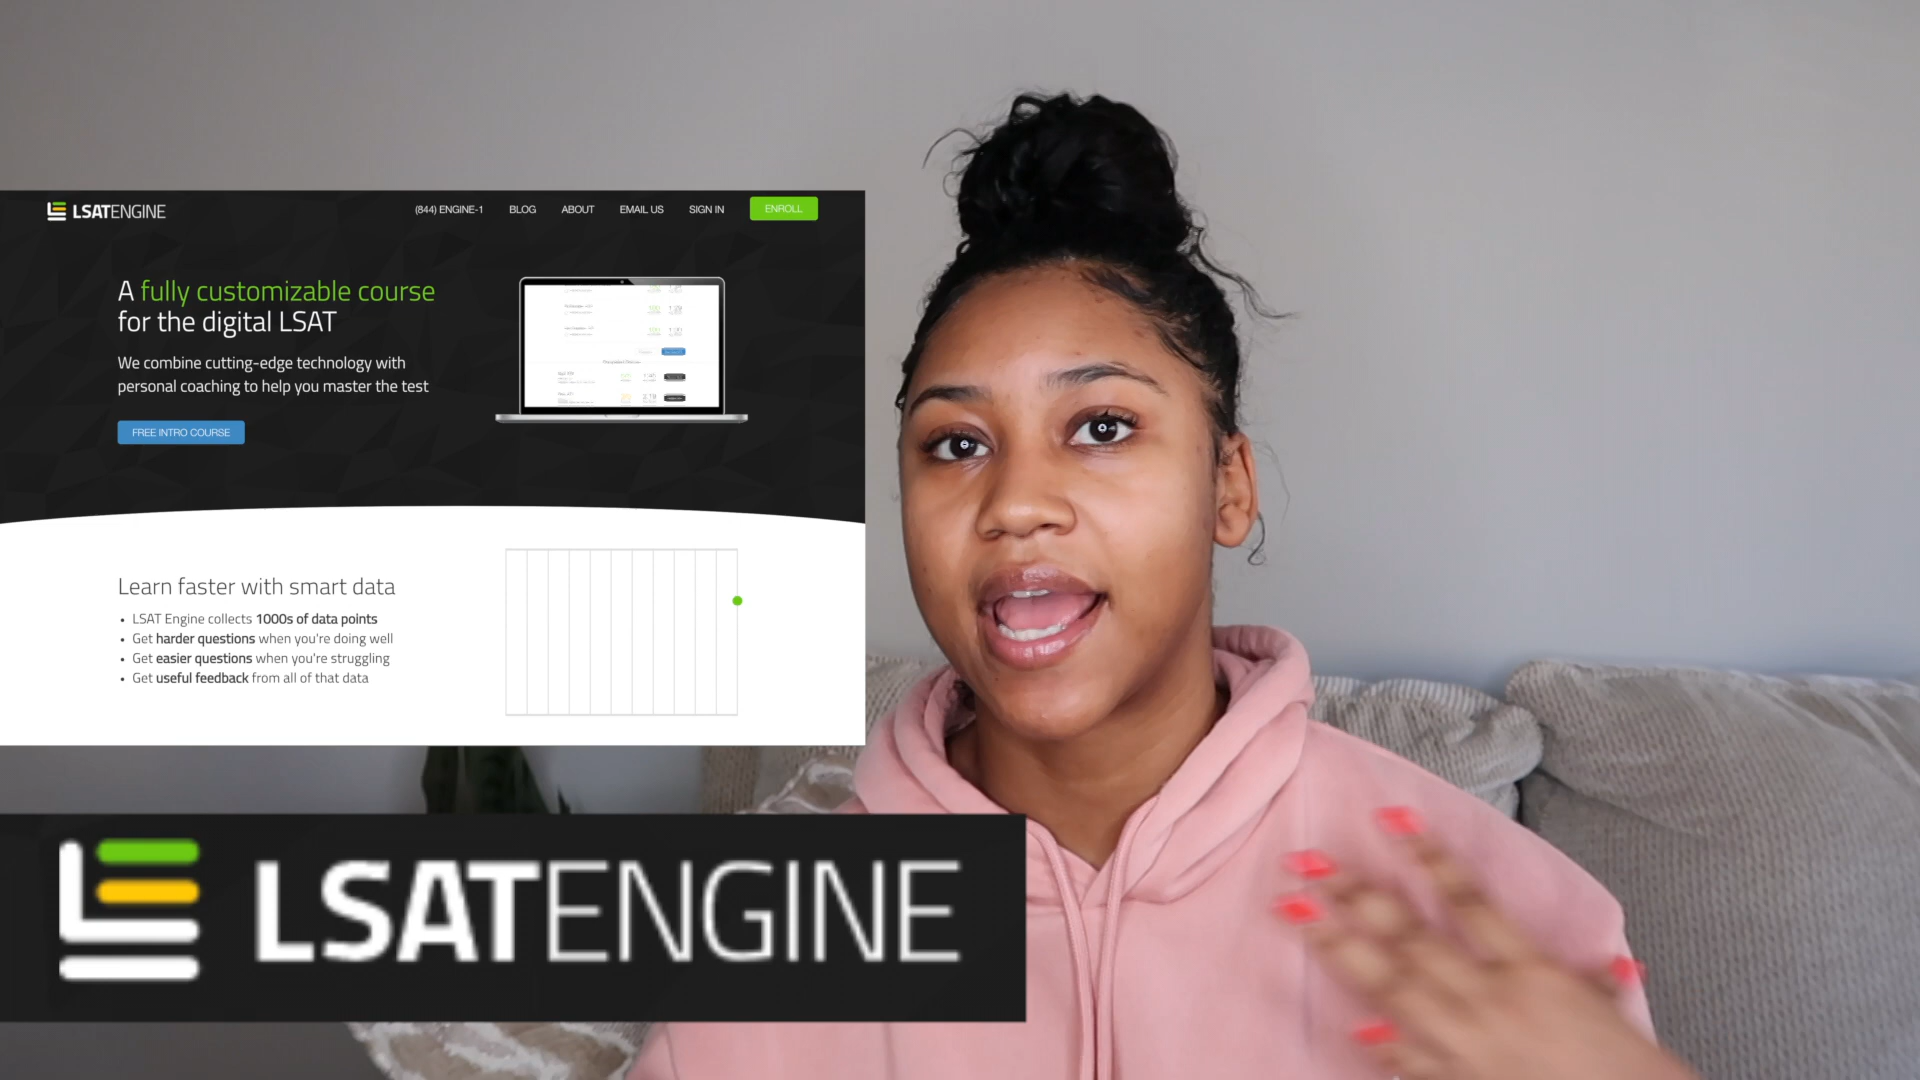 LSATENGINE
(844) ENGINE-1 BLOG ABOUT EMAIL US SIGN IN ENROLL
A fully customizable course
for the digital LSAT
We combine cutting-edge technology with
personal coaching to help you master the test
FREE INTRO COURSE
Learn faster with smart data
• LSAT Engine collects 1000s of data points
• Get harder questions when you're doing well
• Get easier questions when you're struggling
• Get useful feedback from all of that data
LSATENGINE